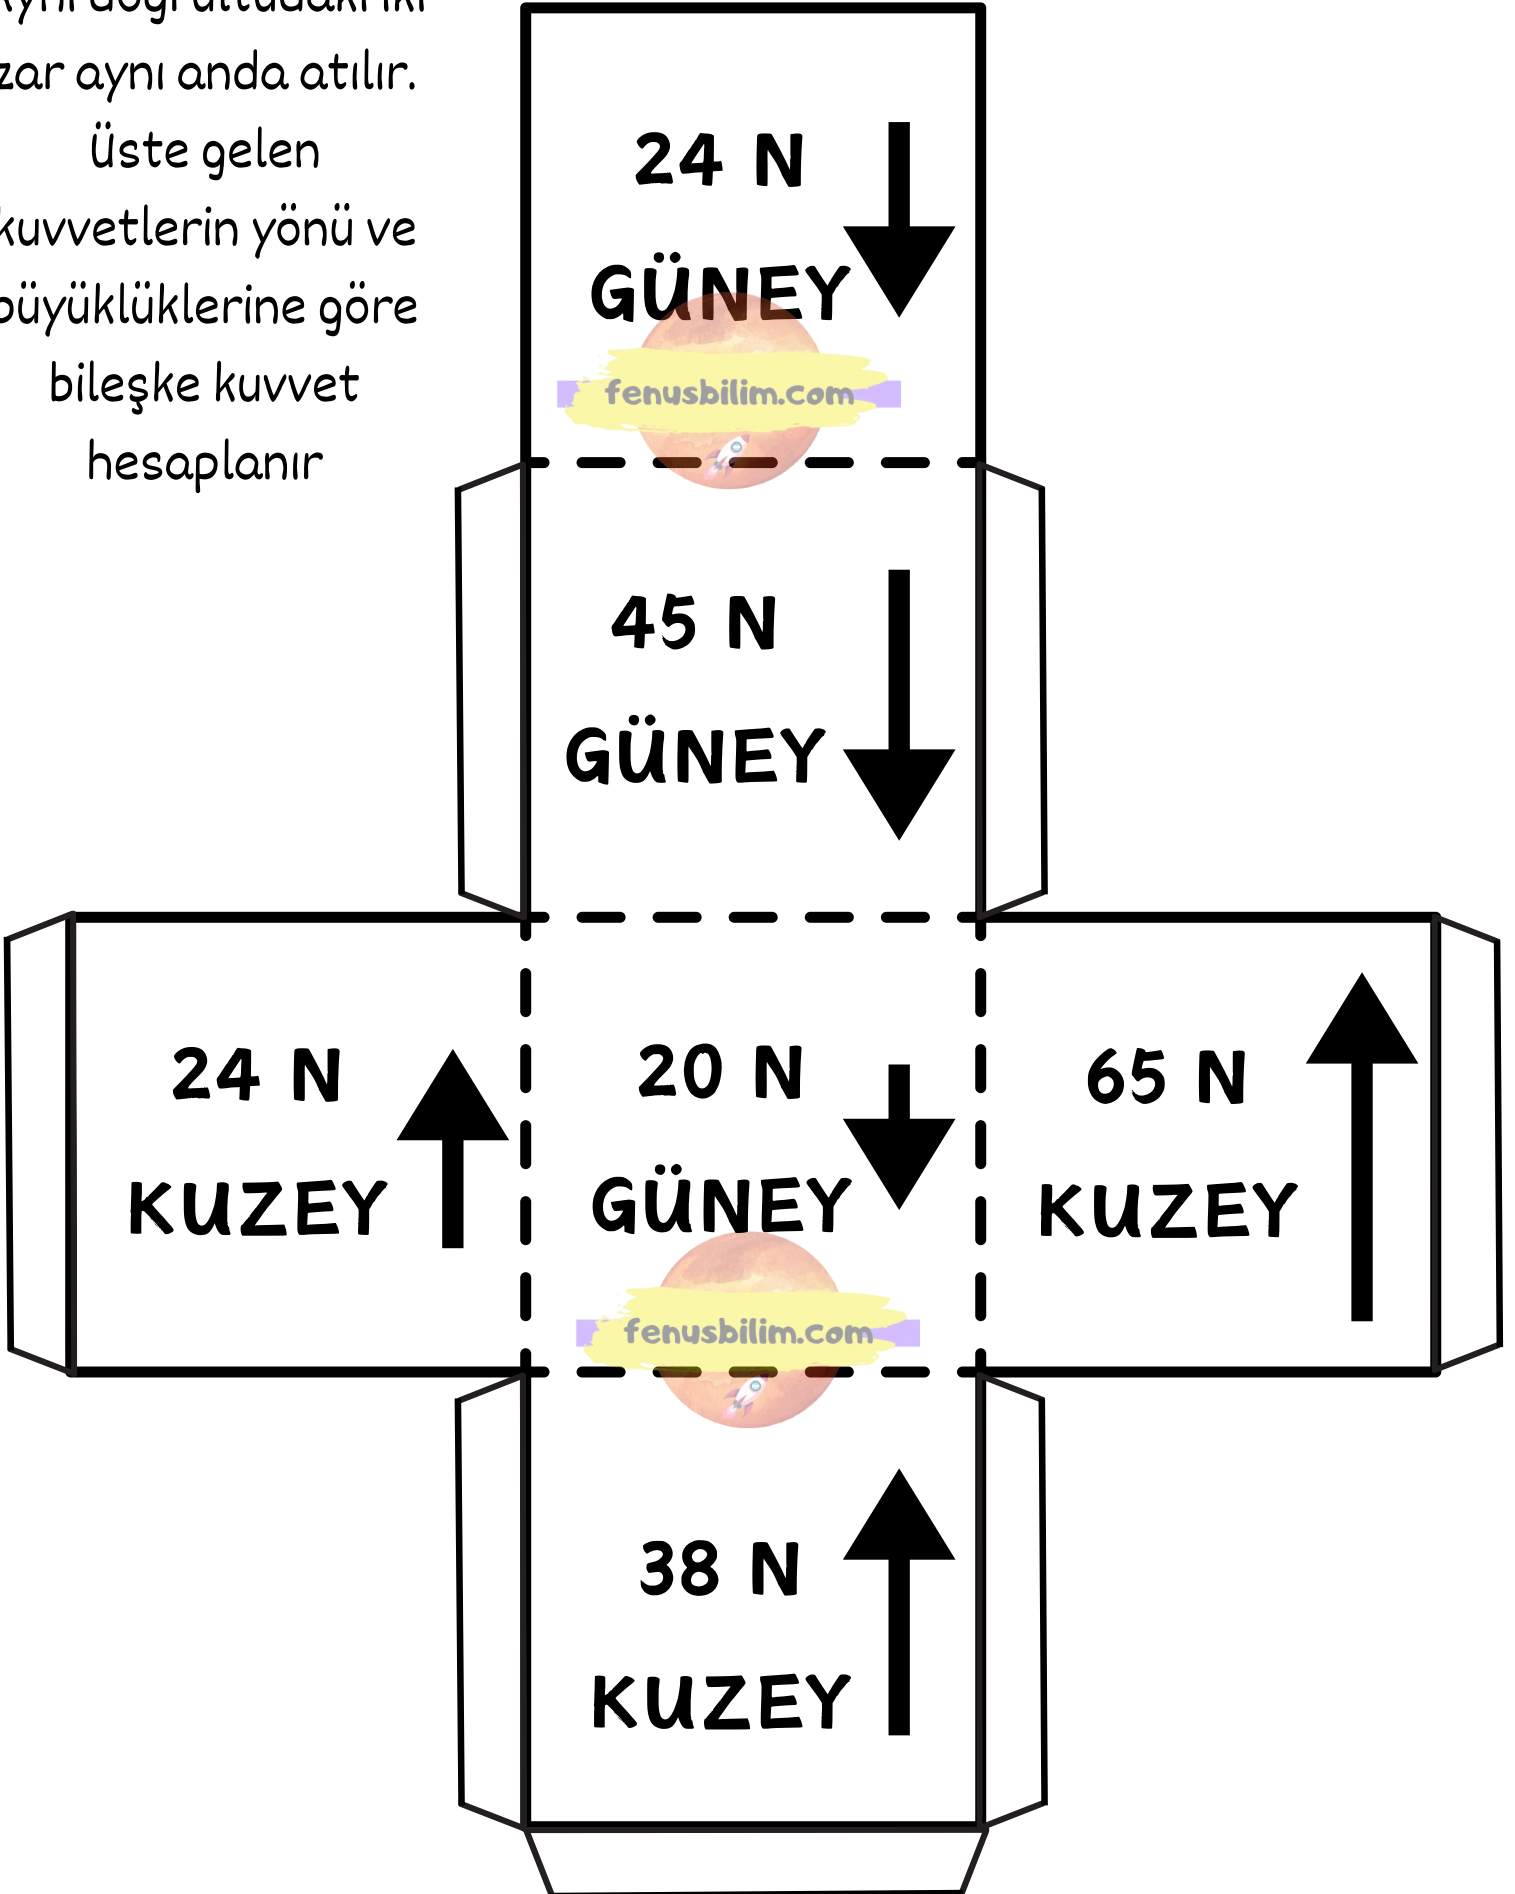 zar aynı anda atılır.
Üste gelen
kuvvetlerin yönü ve
büyüklüklerine göre
bileşke kuvvet
hesaplanır
24 N
GÜNEY
fenusbilim.com
45 N
GÜNEY
24 N
KUZEY
20 N
GÜNEY
65 N
KUZEY
fenusbilim.com
38 N
KUZEY